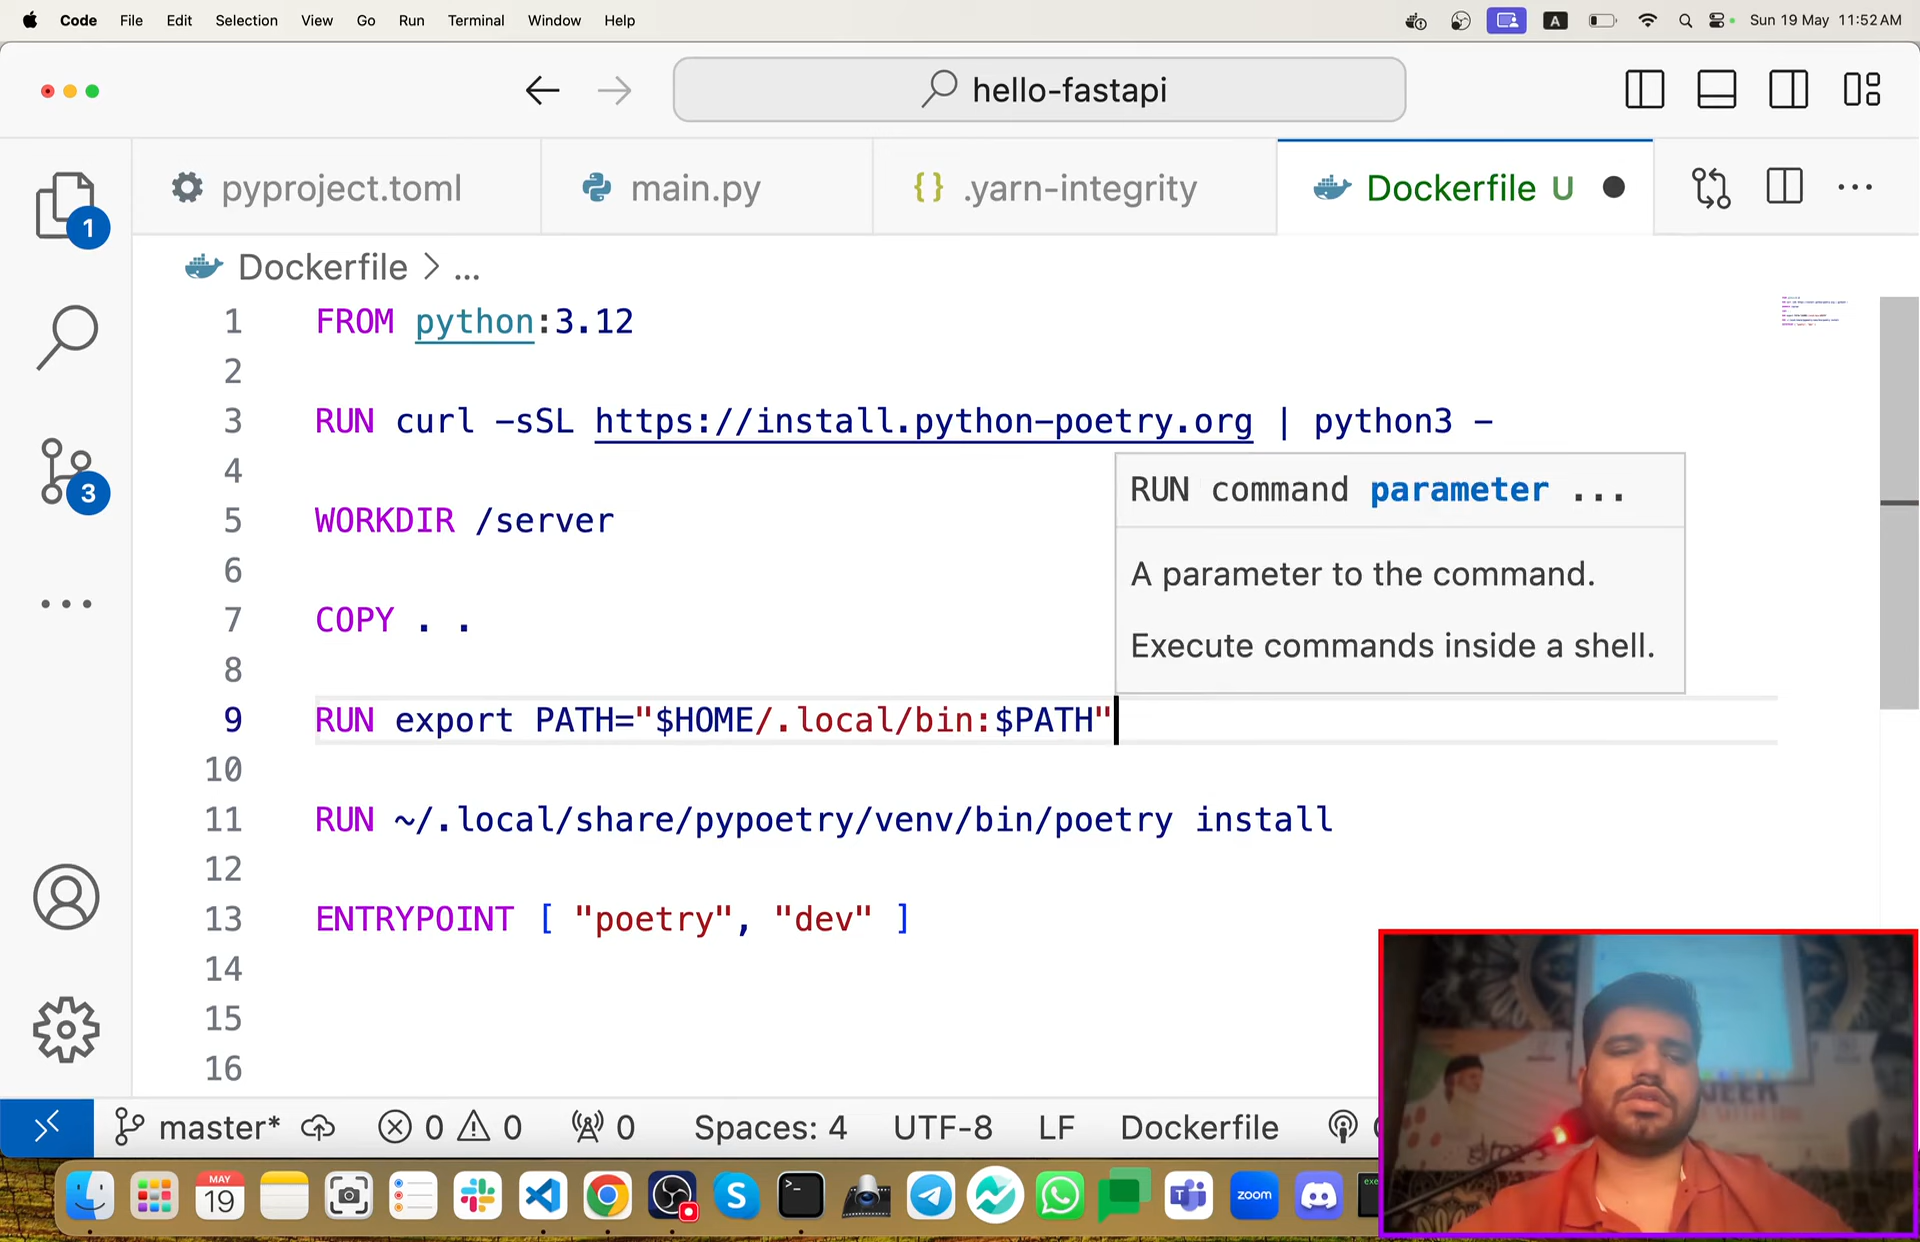 Code File Edit Selection View Go Run Terminal Window Help
A Sun 19 May 11:52 AM
hello-fastapi
pyproject.toml main.py {} .yarn-integrity Dockerfile U
1
Dockerfile > ...
1 FROM python:3.12
2
3 RUN curl -sSL https://install.python-poetry.org | python3 -
4
RUN command parameter ...
3
5 WORKDIR /server
A parameter to the command.
6
7 COPY . .
Execute commands inside a shell.
8
9 RUN export PATH="$HOME/.local/bin:$PATH"
10
11 RUN ~/.local/share/pypoetry/venv/bin/poetry install
12
13 ENTRYPOINT [ "poetry", "dev" ]
14
15
16
master* 0 0 0 Spaces: 4 UTF-8 LF Dockerfile
MAY
19
zoom